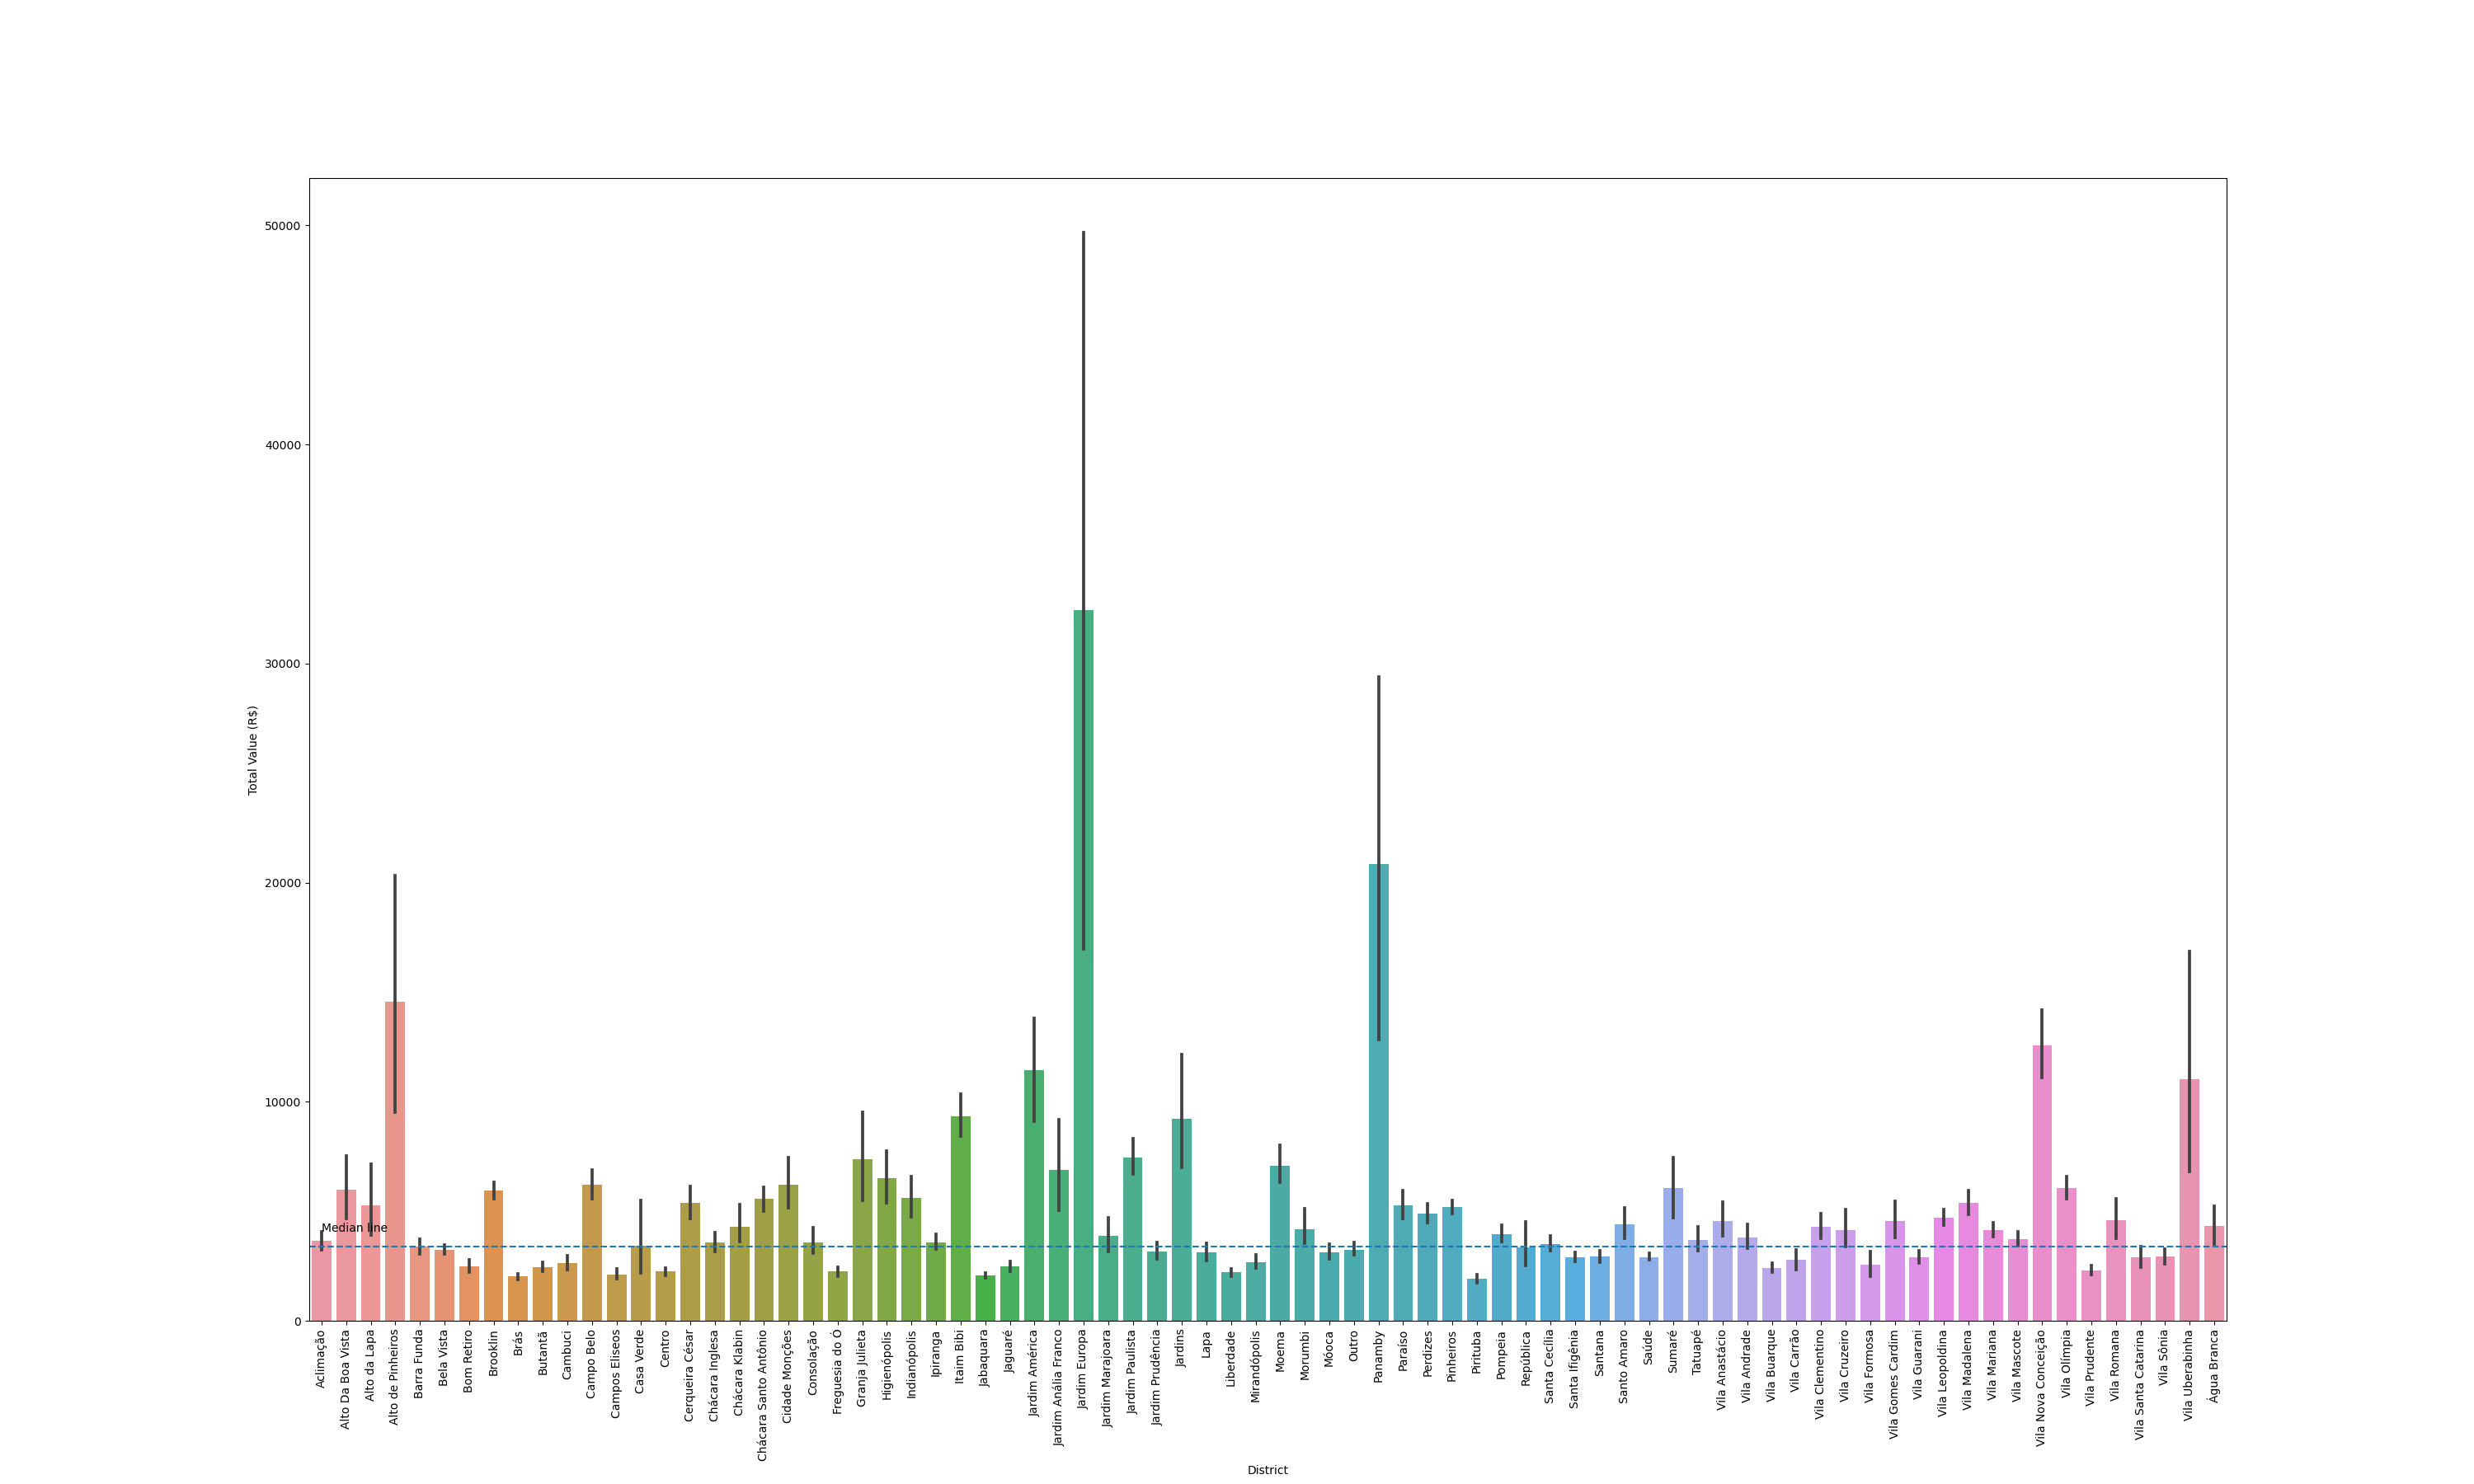 50000
40000
30000
20000
10000
0
Total Value (R$)
Median line
Aclimação
Alto Da Boa Vista
Alto da Lapa
Alto de Pinheiros
Barra Funda
Bela Vista
Bom Retiro
Brooklin
Brás
Butantã
Cambuci
Campo Belo
Campos Eliseos
Casa Verde
Centro
Cerqueira César
Chácara Inglesa
Chácara Klabin
Chácara Santo Antônio
Cidade Monções
Consolação
Freguesia do Ó
Granja Julieta
Higienópolis
Indianópolis
Ipiranga
Itaim Bibi
Jabaquara
Jaguaré
Jardim América
Jardim Anália Franco
Jardim Europa
Jardim Marajoara
Jardim Paulista
Jardim Prudência
Jardins
Lapa
Liberdade
Mirandópolis
Moema
Morumbi
Móoca
Outro
Panamby
Paraíso
Perdizes
Pinheiros
Pirituba
Pompeia
República
Santa Cecília
Santa Ifigênia
Santana
Santo Amaro
Saúde
Sumaré
Tatuapé
Vila Anastácio
Vila Andrade
Vila Buarque
Vila Carrão
Vila Clementino
Vila Cruzeiro
Vila Formosa
Vila Gomes Cardim
Vila Guarani
Vila Leopoldina
Vila Madalena
Vila Mariana
Vila Mascote
Vila Nova Conceição
Vila Olímpia
Vila Prudente
Vila Romana
Vila Santa Catarina
Vila Sônia
Vila Uberabinha
Água Branca
District